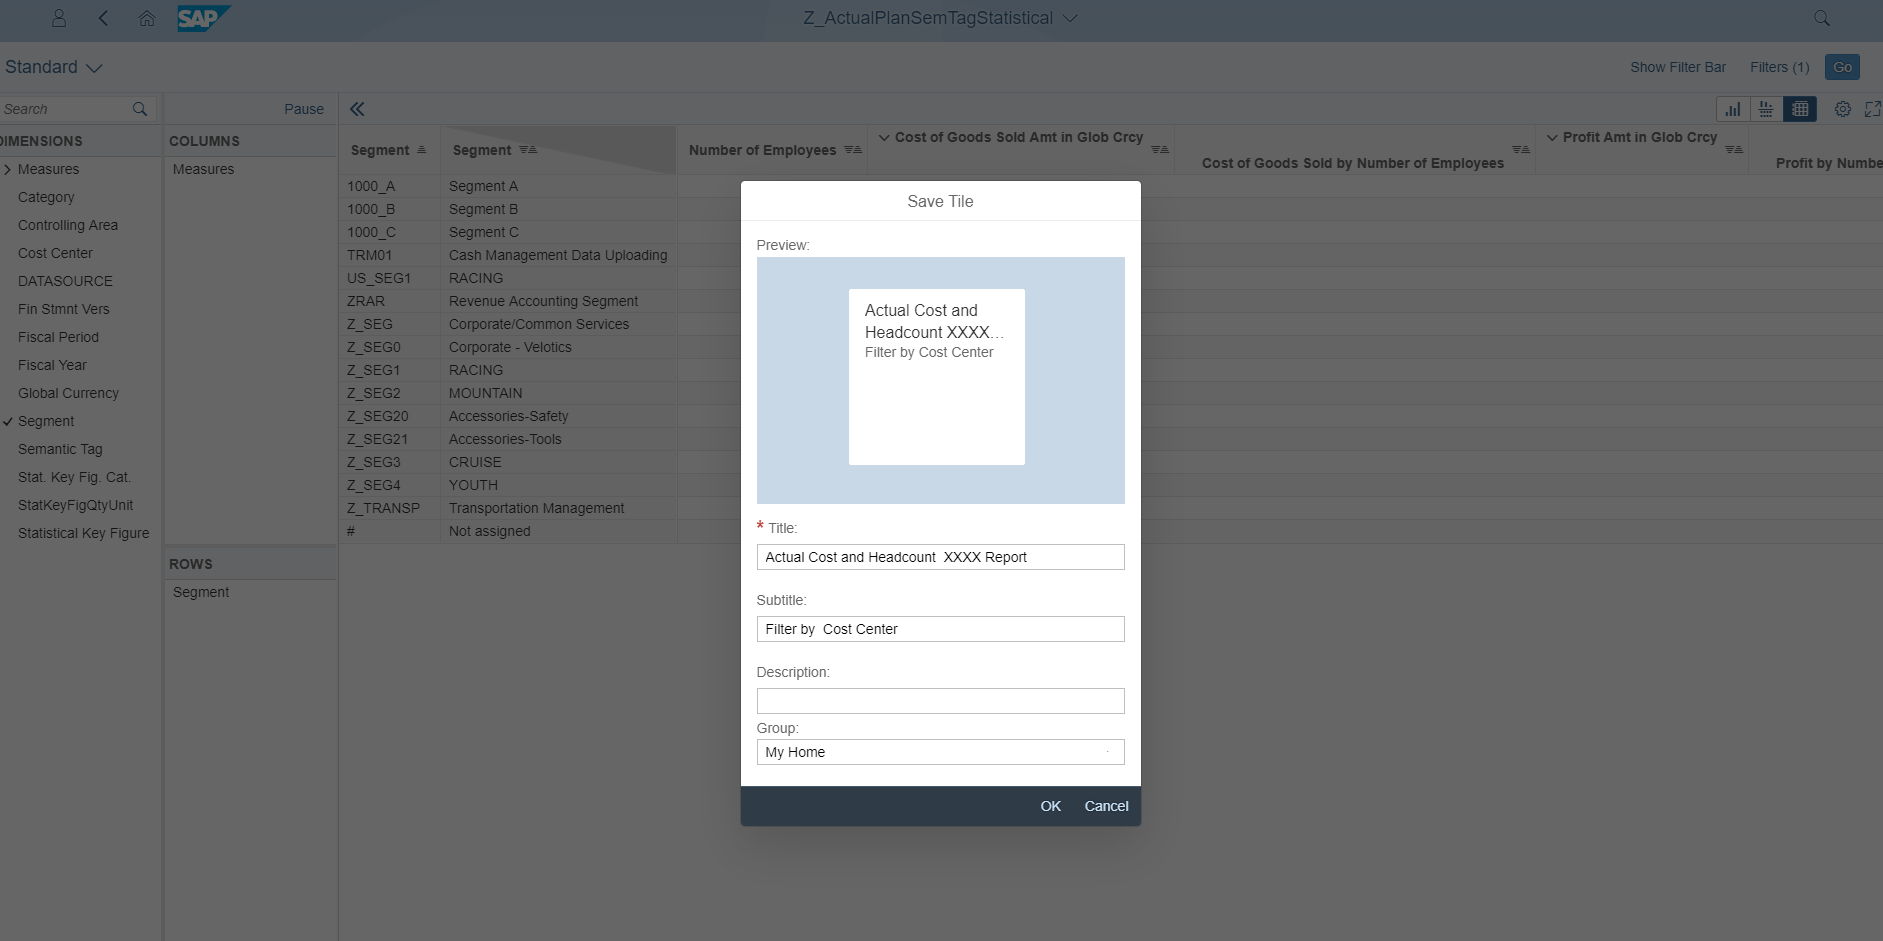 SAP
Z_ActualPlanSemTagStatistical
Standard
Show Filter Bar
Filters (1)
Go
Search
Pause
DIMENSIONS
Measures
Category
Controlling Area
Cost Center
DATASOURCE
Fin Stmnt Vers
Fiscal Period
Fiscal Year
Global Currency
Segment
Semantic Tag
Stat. Key Fig. Cat.
StatKeyFigQtyUnit
Statistical Key Figure
COLUMNS
Measures
ROWS
Segment
Segment Segment Number of Employees Cost of Goods Sold Amt in Glob Crcy Cost of Goods Sold by Number of Employees Profit Amt in Glob Crcy Profit by Numbe
1000_A Segment A
1000_B Segment B
1000_C Segment C
TRM01 Cash Management Data Uploading
US_SEG1 RACING
ZRAR Revenue Accounting Segment
Z_SEG Corporate/Common Services
Z_SEG0 Corporate - Velotics
Z_SEG1 RACING
Z_SEG2 MOUNTAIN
Z_SEG20 Accessories-Safety
Z_SEG21 Accessories-Tools
Z_SEG3 CRUISE
Z_SEG4 YOUTH
Z_TRANSP Transportation Management
# Not assigned
Save Tile
Preview:
Actual Cost and
Headcount XXXX...
Filter by Cost Center
* Title:
Actual Cost and Headcount  XXXX Report
Subtitle:
Filter by  Cost Center
Description:
Group:
My Home
OK Cancel